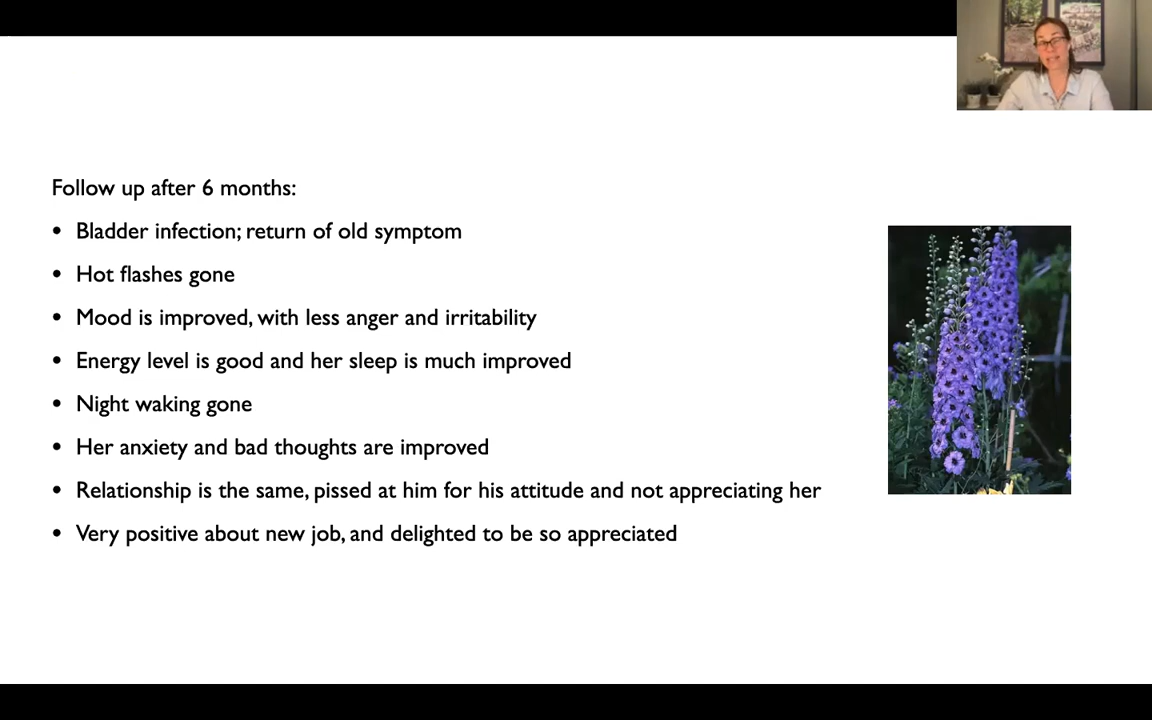 Follow up after 6 months:
• Bladder infection; return of old symptom
• Hot flashes gone
• Mood is improved, with less anger and irritability
• Energy level is good and her sleep is much improved
• Night waking gone
• Her anxiety and bad thoughts are improved
• Relationship is the same, pissed at him for his attitude and not appreciating her
• Very positive about new job, and delighted to be so appreciated